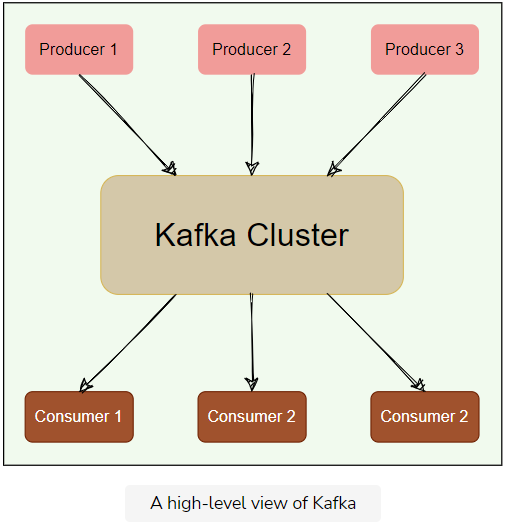 Producer 1
Producer 2
Producer 3
Kafka Cluster
Consumer 1
Consumer 2
Consumer 2
A high-level view of Kafka